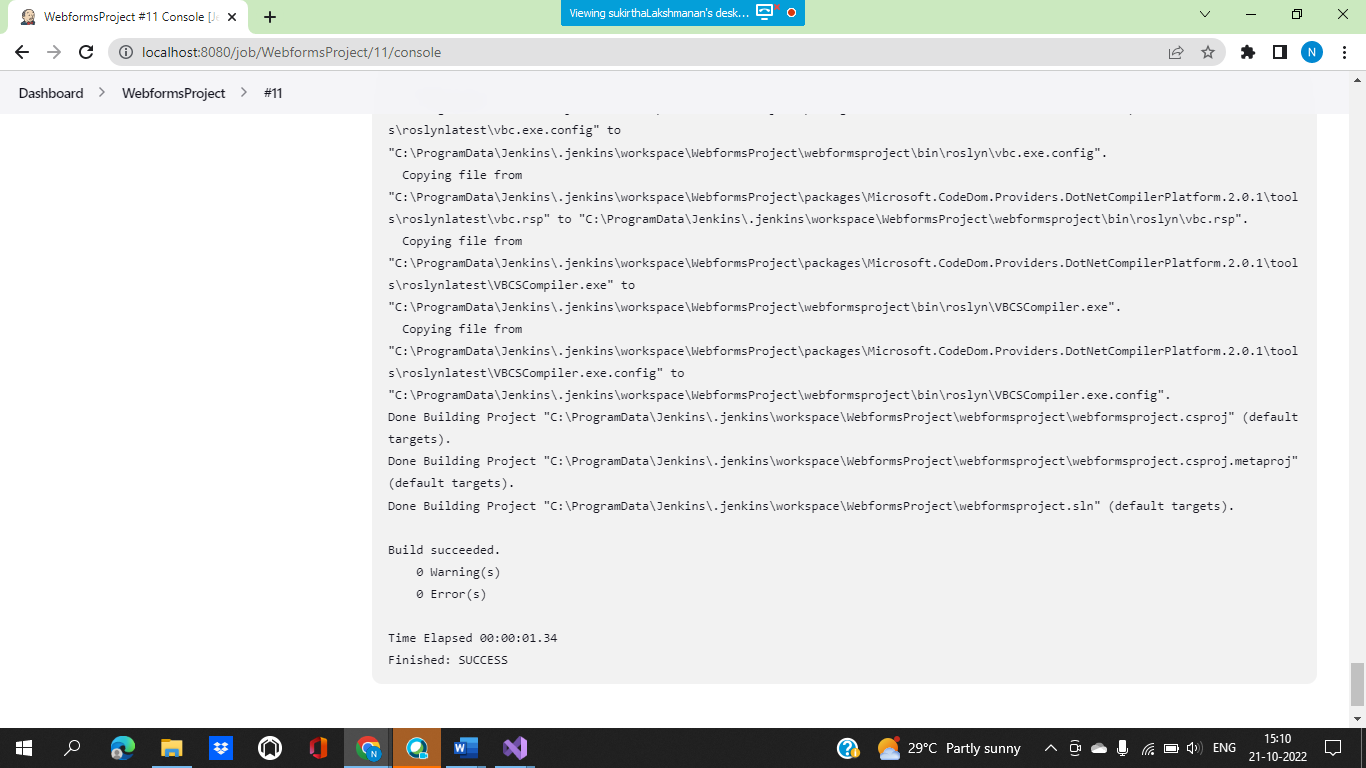 WebformsProject #11 Console [Je
Viewing sukirthaLakshmanan's desk...
localhost:8080/job/WebformsProject/11/console
N
Dashboard > WebformsProject > #11
s\roslynlatest\vbc.exe.config" to
"C:\ProgramData\Jenkins\.jenkins\workspace\WebformsProject\webformsproject\bin\roslyn\vbc.exe.config".
Copying file from
"C:\ProgramData\Jenkins\.jenkins\workspace\WebformsProject\packages\Microsoft.CodeDom.Providers.DotNetCompilerPlatform.2.0.1\tool
s\roslynlatest\vbc.rsp" to "C:\ProgramData\Jenkins\.jenkins\workspace\WebformsProject\webformsproject\bin\roslyn\vbc.rsp".
Copying file from
"C:\ProgramData\Jenkins\.jenkins\workspace\WebformsProject\packages\Microsoft.CodeDom.Providers.DotNetCompilerPlatform.2.0.1\tool
s\roslynlatest\VBCSCompiler.exe" to
"C:\ProgramData\Jenkins\.jenkins\workspace\WebformsProject\webformsproject\bin\roslyn\VBCSCompiler.exe".
Copying file from
"C:\ProgramData\Jenkins\.jenkins\workspace\WebformsProject\packages\Microsoft.CodeDom.Providers.DotNetCompilerPlatform.2.0.1\tool
s\roslynlatest\VBCSCompiler.exe.config" to
"C:\ProgramData\Jenkins\.jenkins\workspace\WebformsProject\webformsproject\bin\roslyn\VBCSCompiler.exe.config".
Done Building Project "C:\ProgramData\Jenkins\.jenkins\workspace\WebformsProject\webformsproject\webformsproject.csproj" (default
targets).
Done Building Project "C:\ProgramData\Jenkins\.jenkins\workspace\WebformsProject\webformsproject\webformsproject.csproj.metaproj"
(default targets).
Done Building Project "C:\ProgramData\Jenkins\.jenkins\workspace\WebformsProject\webformsproject.sln" (default targets).
Build succeeded.
0 Warning(s)
0 Error(s)
Time Elapsed 00:00:01.34
Finished: SUCCESS
29°C Partly sunny
ENG
15:10
21-10-2022